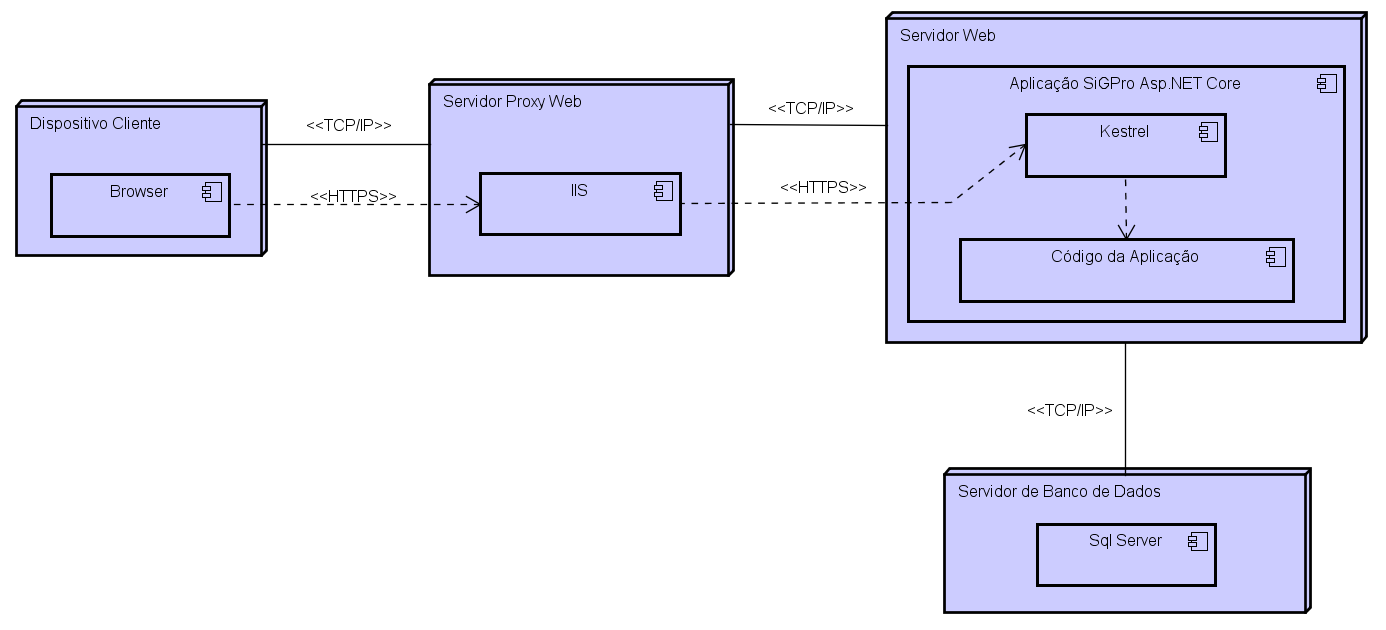 Dispositivo Cliente
Browser
<<TCP/IP>>
<<HTTPS>>
Servidor Proxy Web
IIS
<<TCP/IP>>
<<HTTPS>>
Servidor Web
Aplicação SiGPro Asp.NET Core
Kestrel
Código da Aplicação
<<TCP/IP>>
Servidor de Banco de Dados
Sql Server